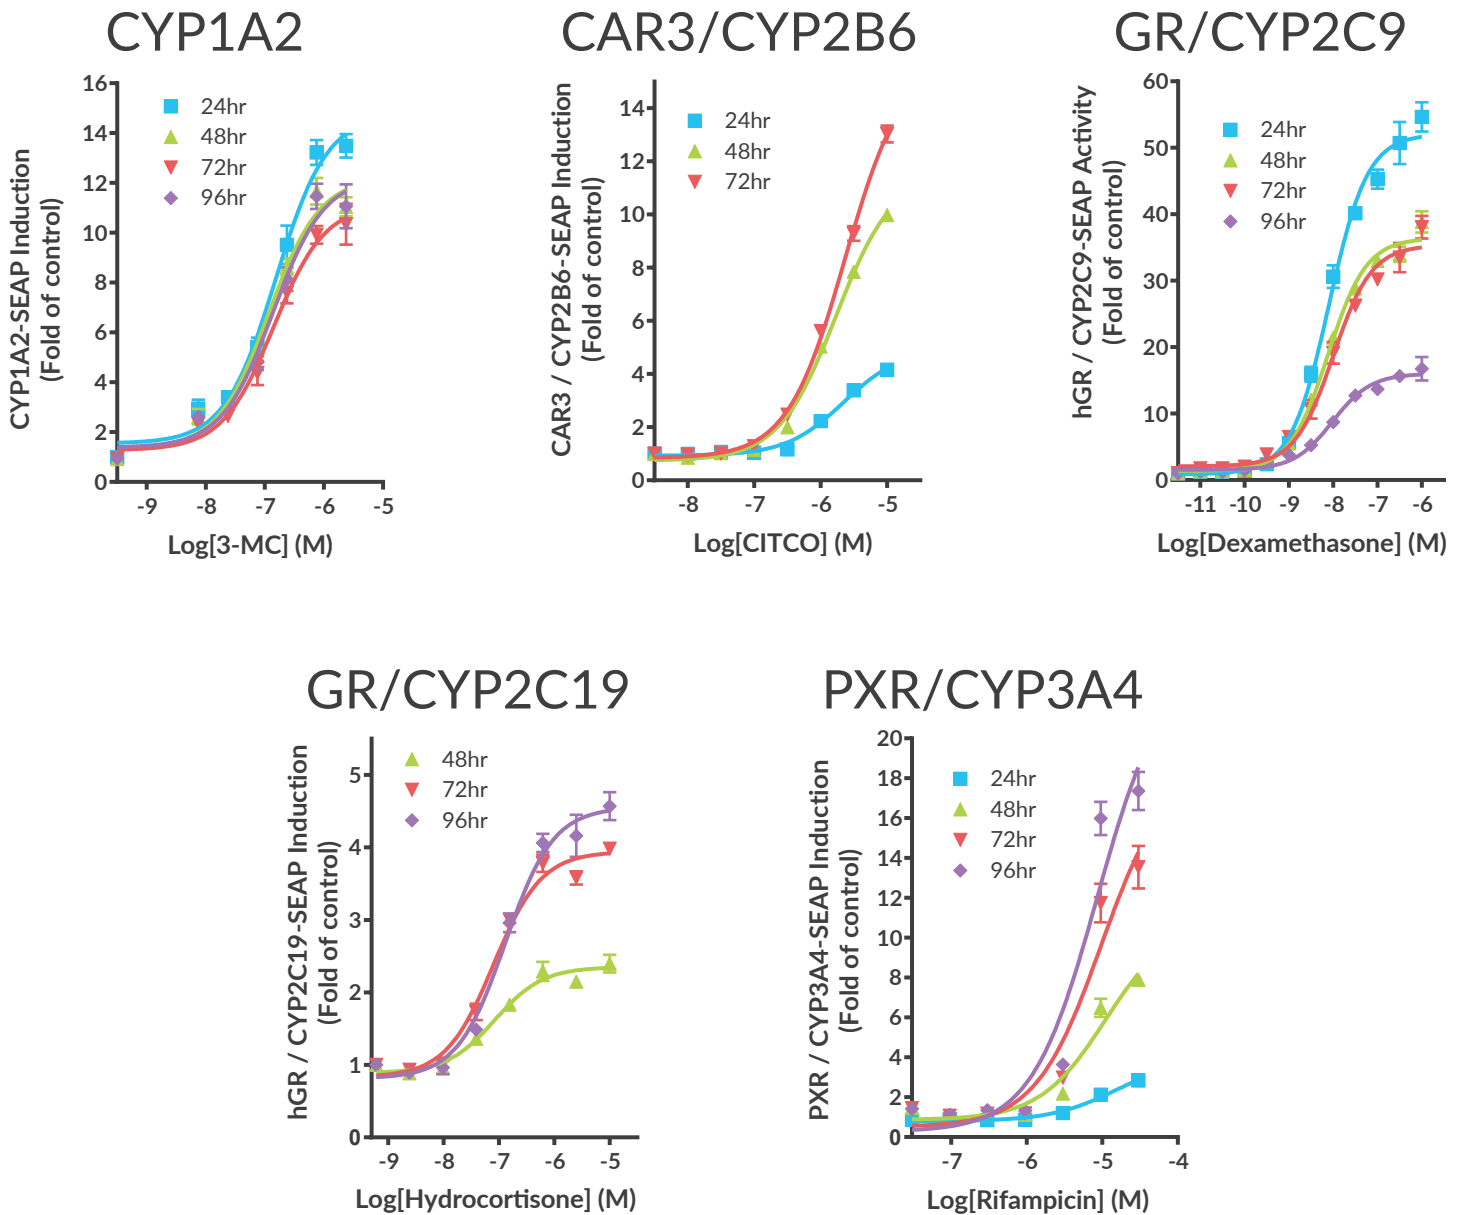 CYP1A2
CYP1A2-SEAP Induction
(Fold of control)
16
14
12
10
8
6
4
2
0
24hr
48hr
72hr
96hr
-9
-8
-7
-6
-5
Log[3-MC] (M)
CAR3/CYP2B6
CAR3 / CYP2B6-SEAP Induction
(Fold of control)
14
12
10
8
6
4
2
0
24hr
48hr
72hr
-8
-7
-6
-5
Log[CITCO] (M)
GR/CYP2C9
hGR / CYP2C9-SEAP Activity
(Fold of control)
60
50
40
30
20
10
0
24hr
48hr
72hr
96hr
-11
-10
-9
-8
-7
-6
Log[Dexamethasone] (M)
GR/CYP2C19
hGR / CYP2C19-SEAP Induction
(Fold of control)
5
4
3
2
1
0
48hr
72hr
96hr
-9
-8
-7
-6
-5
Log[Hydrocortisone] (M)
PXR/CYP3A4
PXR / CYP3A4-SEAP Induction
(Fold of control)
20
18
16
14
12
10
8
6
4
2
0
24hr
48hr
72hr
96hr
-7
-6
-5
-4
Log[Rifampicin] (M)